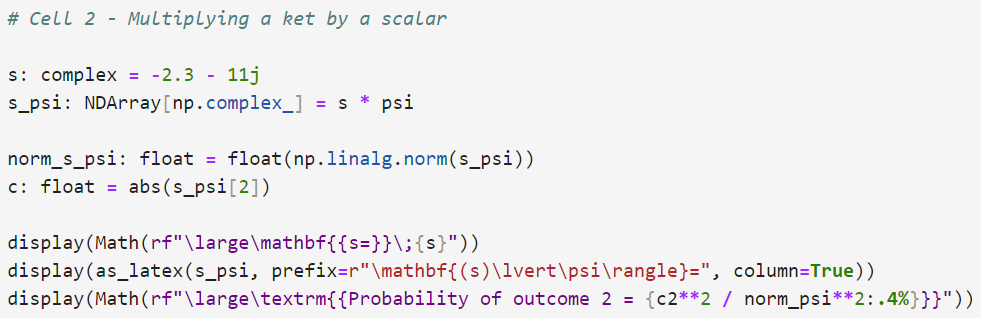 # Cell 2 - Multiplying a ket by a scalar
s: complex = -2.3 - 11j
s_psi: NDArray[np.complex_] = s * psi
norm_s_psi: float = float(np.linalg.norm(s_psi))
c: float = abs(s_psi[2])
display(Math(rf"\large\mathbf{{s=}}\;{s}"))
display(as_latex(s_psi, prefix=r"\mathbf{(s)\lvert\psi\rangle}=", column=True))
display(Math(rf"\large\textrm{{Probability of outcome 2 = {c2**2 / norm_psi**2:.4%}}}"))